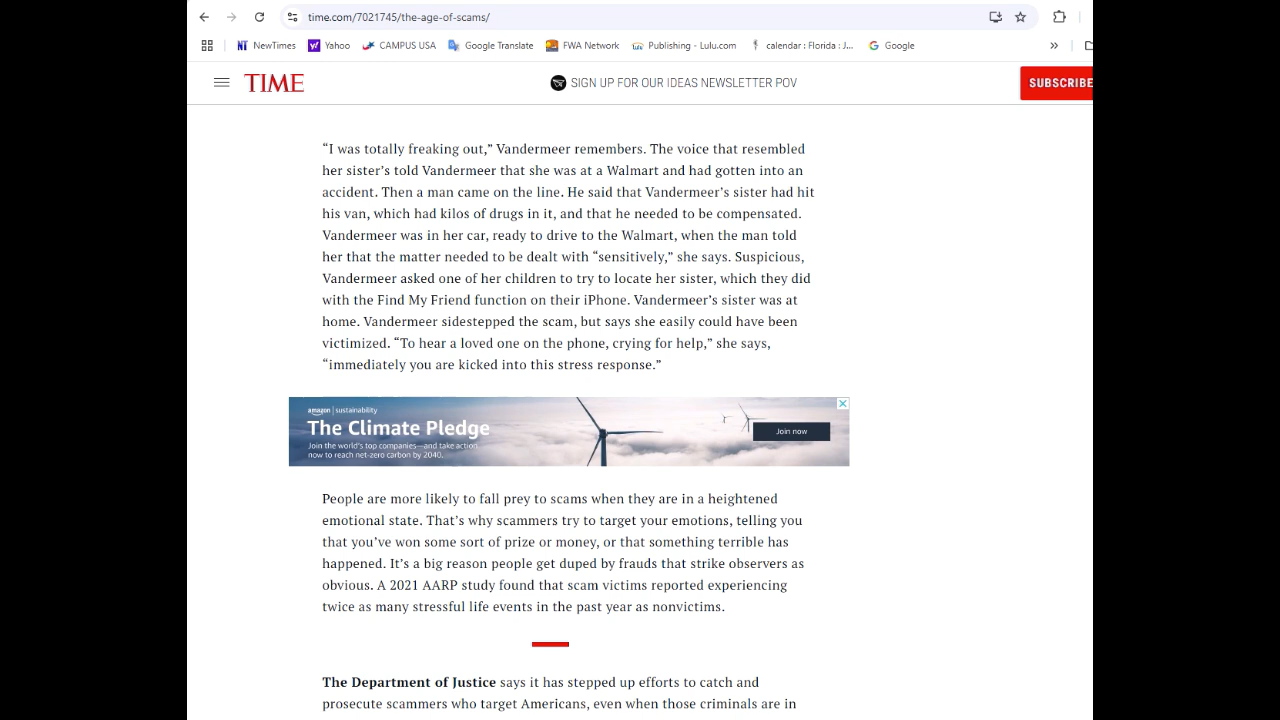 time.com/7021745/the-age-of-scams/
NT NewTimes Yahoo CAMPUS USA Google Translate FWA Network Publishing - Lulu.com calendar : Florida : J... Google »
TIME SIGN UP FOR OUR IDEAS NEWSLETTER POV SUBSCRIBE
“I was totally freaking out,” Vandermeer remembers. The voice that resembled
her sister’s told Vandermeer that she was at a Walmart and had gotten into an
accident. Then a man came on the line. He said that Vandermeer’s sister had hit
his van, which had kilos of drugs in it, and that he needed to be compensated.
Vandermeer was in her car, ready to drive to the Walmart, when the man told
her that the matter needed to be dealt with “sensitively,” she says. Suspicious,
Vandermeer asked one of her children to try to locate her sister, which they did
with the Find My Friend function on their iPhone. Vandermeer’s sister was at
home. Vandermeer sidestepped the scam, but says she easily could have been
victimized. “To hear a loved one on the phone, crying for help,” she says,
“immediately you are kicked into this stress response.”
amazon | sustainability
The Climate Pledge
Join the world's top companies—and take action
now to reach net-zero carbon by 2040.
Join now
People are more likely to fall prey to scams when they are in a heightened
emotional state. That’s why scammers try to target your emotions, telling you
that you’ve won some sort of prize or money, or that something terrible has
happened. It’s a big reason people get duped by frauds that strike observers as
obvious. A 2021 AARP study found that scam victims reported experiencing
twice as many stressful life events in the past year as nonvictims.
The Department of Justice says it has stepped up efforts to catch and
prosecute scammers who target Americans, even when those criminals are in